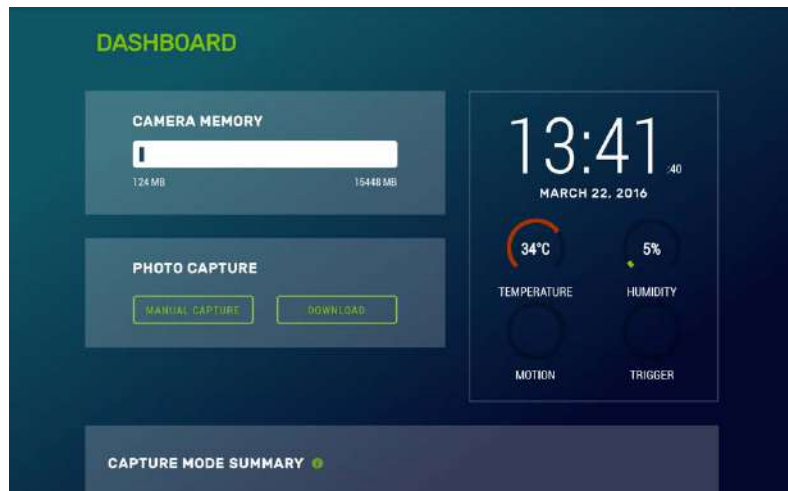 DASHBOARD
CAMERA MEMORY
124 MB 15448 MB
PHOTO CAPTURE
MANUAL CAPTURE DOWNLOAD
13:41 :40
MARCH 22, 2016
34°C 5%
TEMPERATURE HUMIDITY
MOTION TRIGGER
CAPTURE MODE SUMMARY i